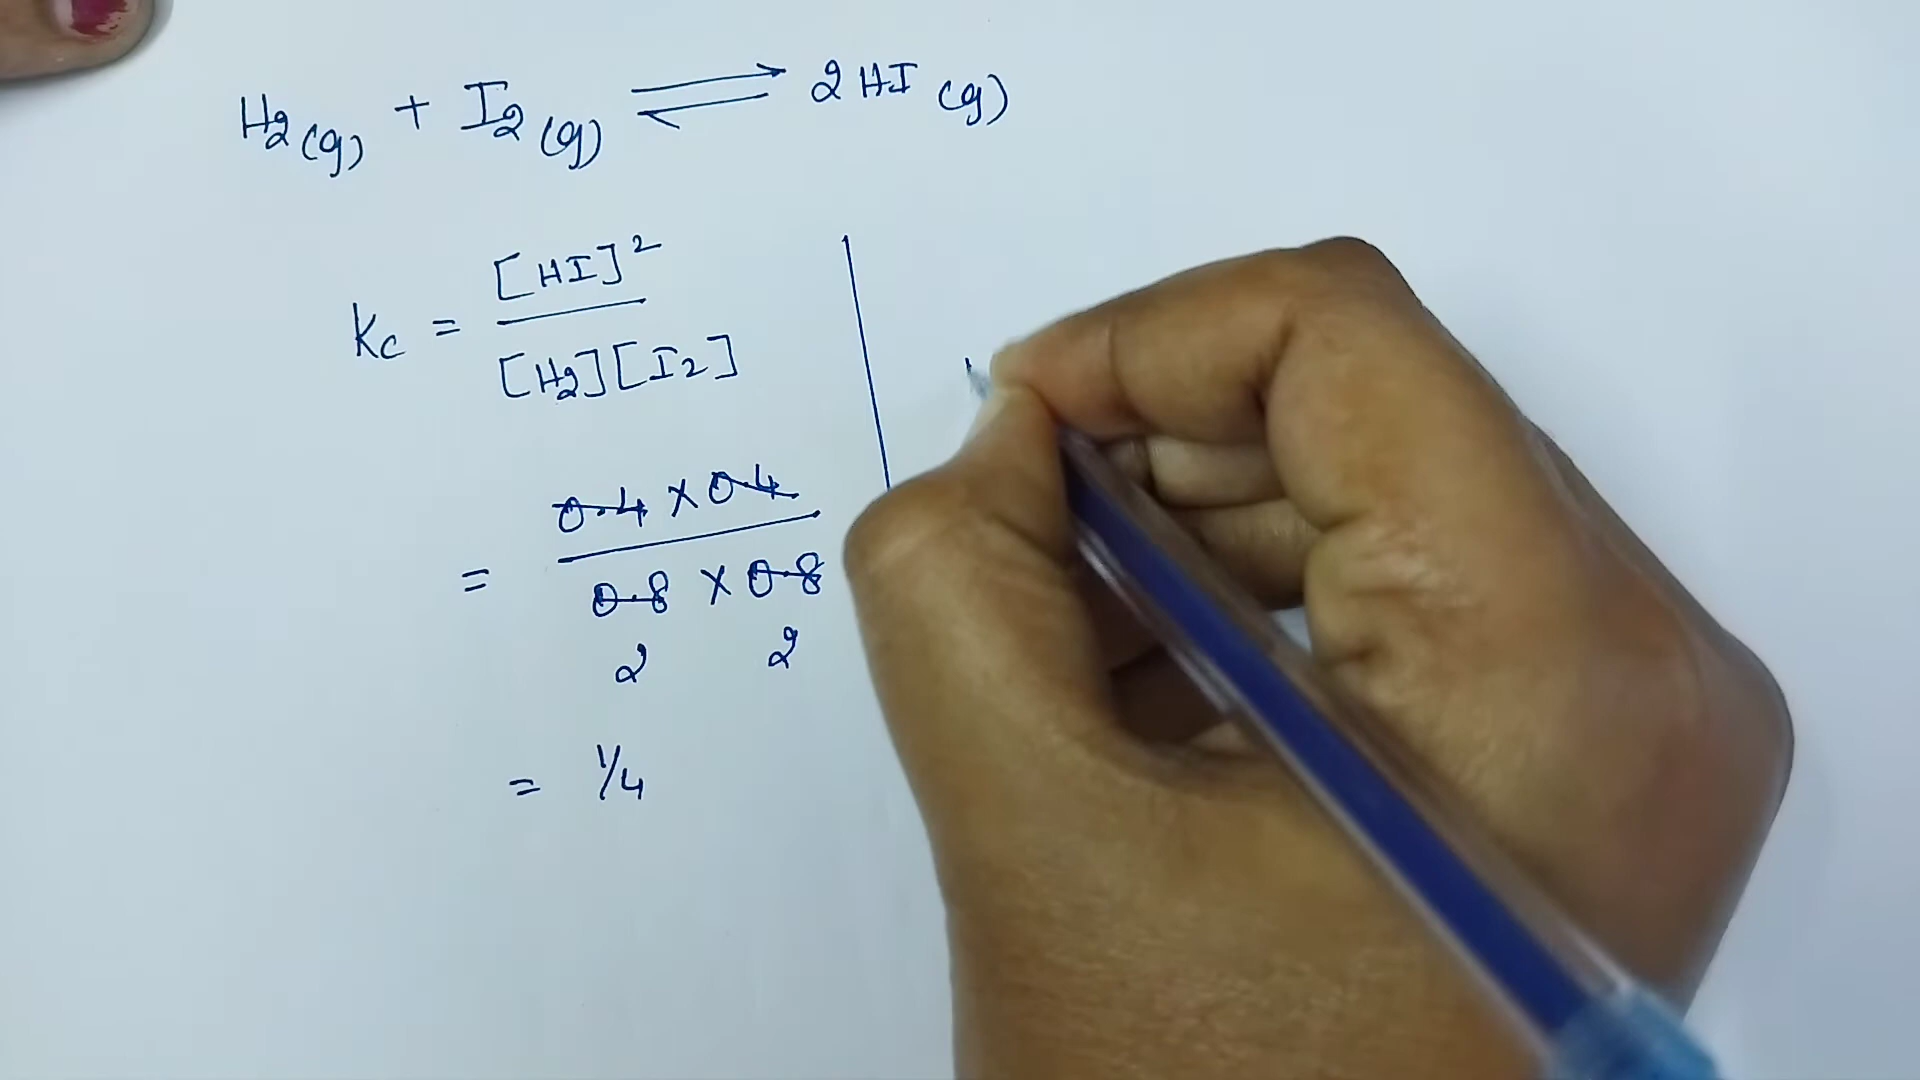 H2(g) + I2(g) ⇌ 2HI(g)
Kc = [HI]² / [H2][I2]
= 0.4 × 0.4 / 0.8 × 0.8
2 2
= 1/4